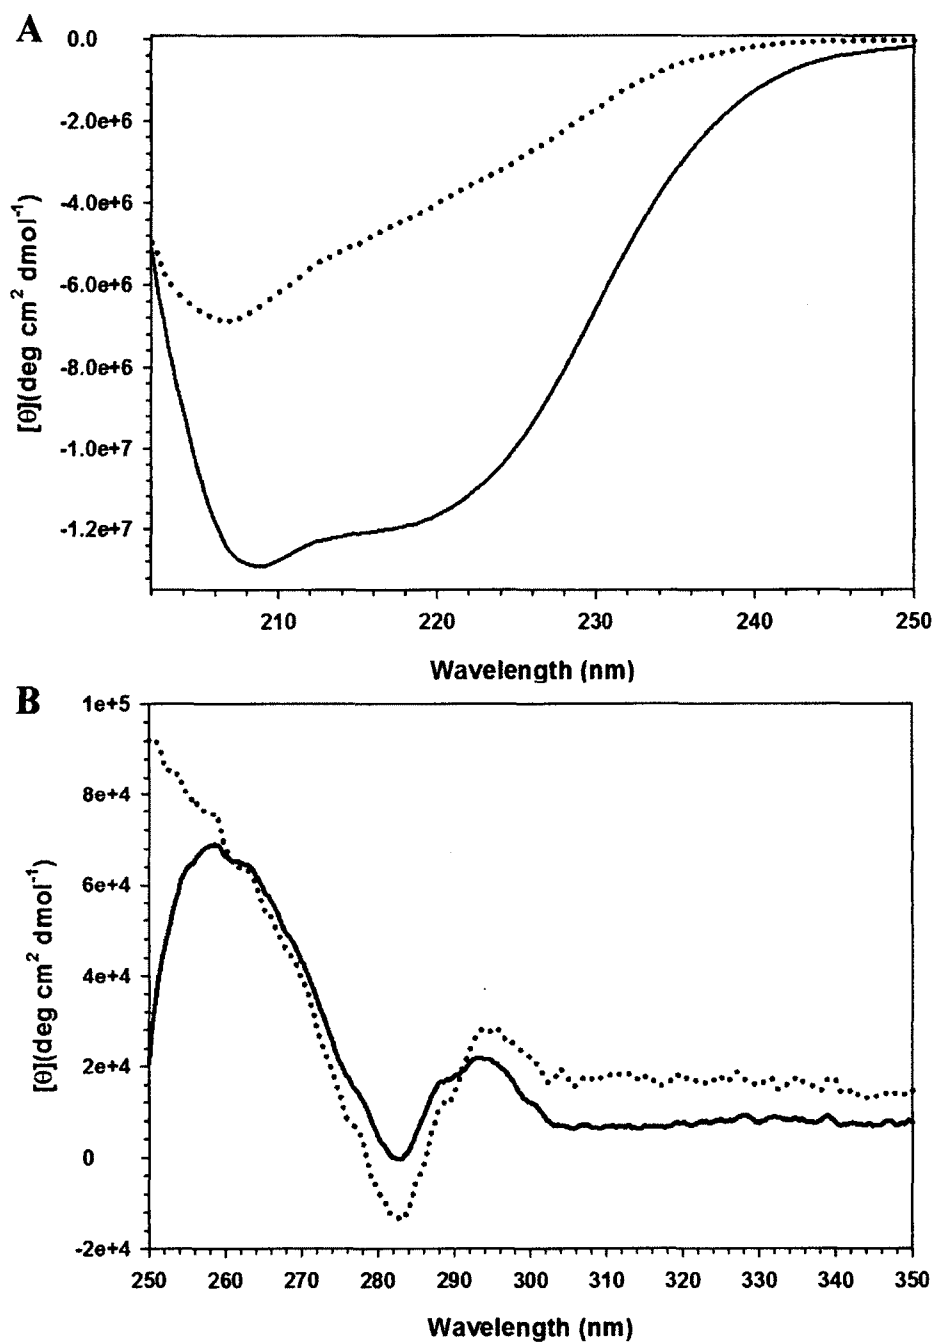 A
0.0
-2.0e+6
-4.0e+6
-6.0e+6
-8.0e+6
-1.0e+7
-1.2e+7
[θ](deg cm² dmol⁻¹)
210 220 230 240 250
Wavelength (nm)
B
1e+5
8e+4
6e+4
4e+4
2e+4
0
-2e+4
[θ](deg cm² dmol⁻¹)
250 260 270 280 290 300 310 320 330 340 350
Wavelength (nm)